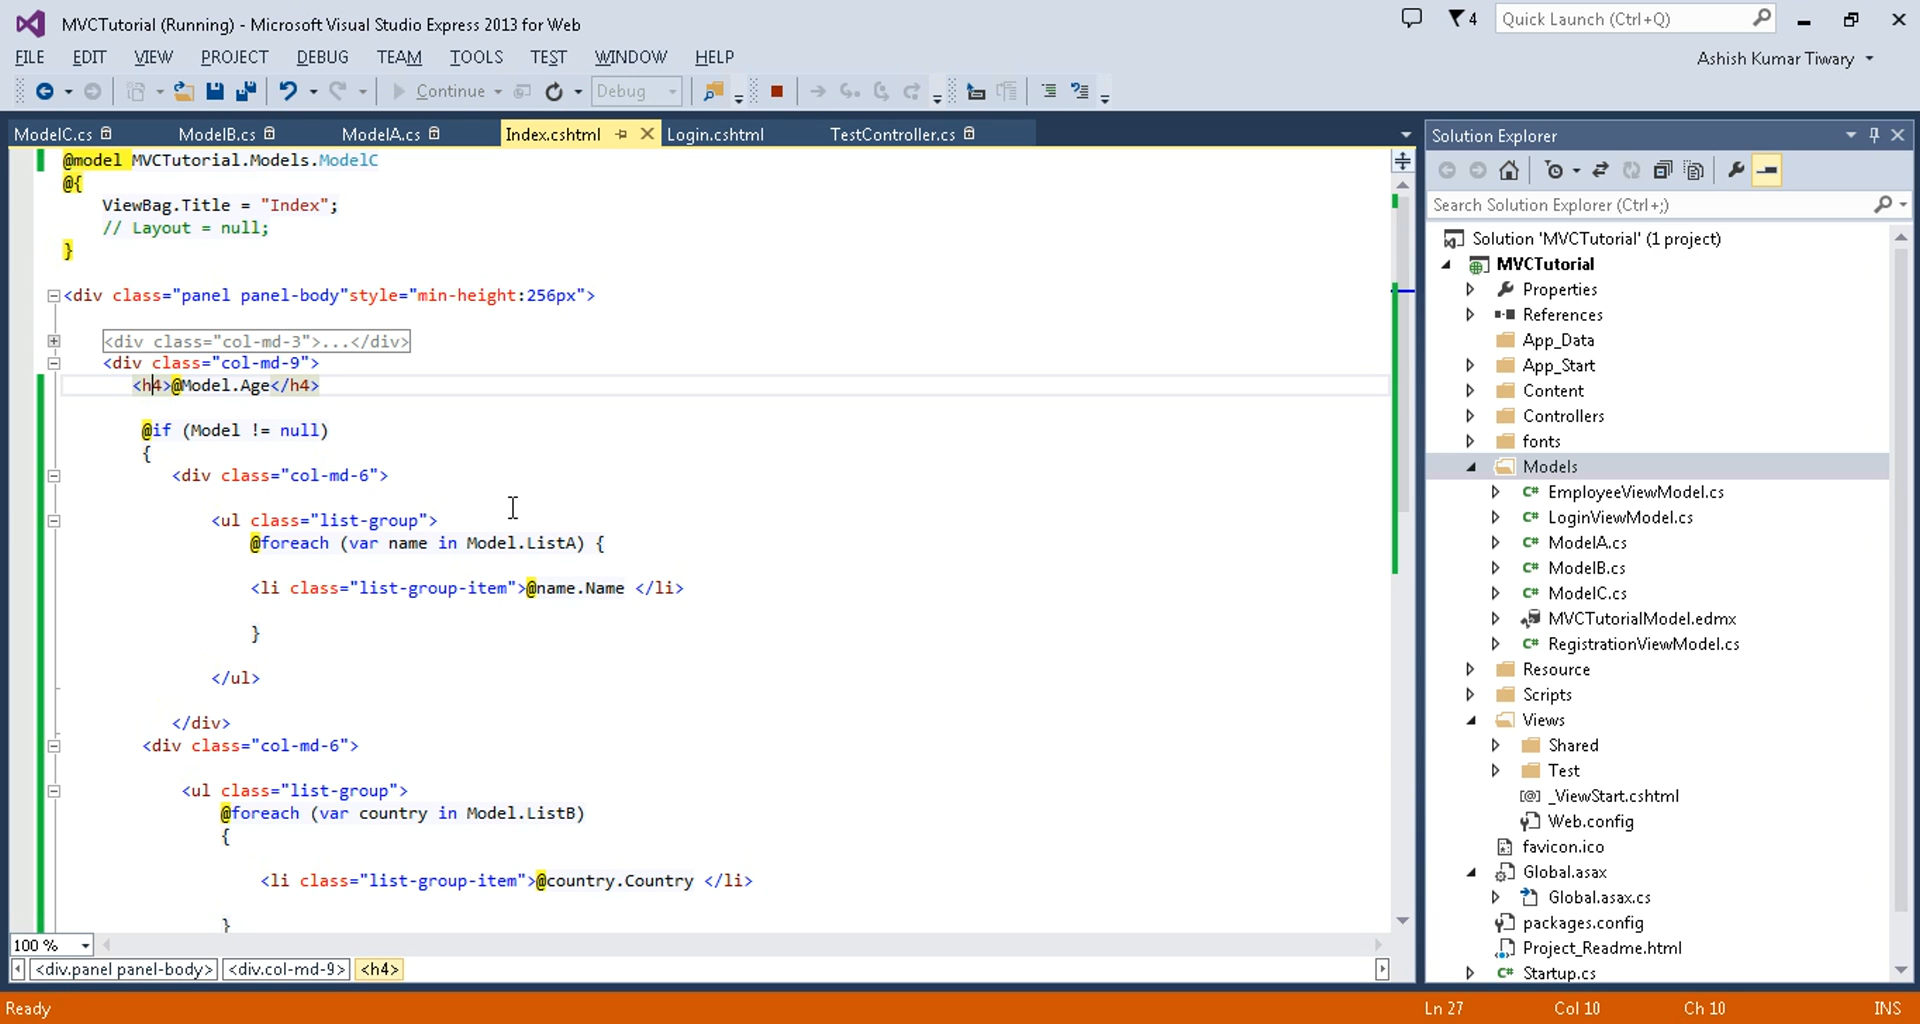 MVCTutorial (Running) - Microsoft Visual Studio Express 2013 for Web
4
Quick Launch (Ctrl+Q)
FILE EDIT VIEW PROJECT DEBUG TEAM TOOLS TEST WINDOW HELP
Ashish Kumar Tiwary
Continue
Debug
ModelC.cs
ModelB.cs
ModelA.cs
Index.cshtml
Login.cshtml
TestController.cs
@model MVCTutorial.Models.ModelC
@{
ViewBag.Title = "Index";
// Layout = null;
}
<div class="panel panel-body"style="min-height:256px">
<div class="col-md-3">...</div>
<div class="col-md-9">
<h4>@Model.Age</h4>
@if (Model != null)
{
<div class="col-md-6">
<ul class="list-group">
@foreach (var name in Model.ListA) {
<li class="list-group-item">@name.Name </li>
}
</ul>
</div>
<div class="col-md-6">
<ul class="list-group">
@foreach (var country in Model.ListB)
{
<li class="list-group-item">@country.Country </li>
}
100 %
<div.panel panel-body> <div.col-md-9> <h4>
Solution Explorer
Search Solution Explorer (Ctrl+;)
Solution 'MVCTutorial' (1 project)
MVCTutorial
Properties
References
App_Data
App_Start
Content
Controllers
fonts
Models
C# EmployeeViewModel.cs
C# LoginViewModel.cs
C# ModelA.cs
C# ModelB.cs
C# ModelC.cs
MVCTutorialModel.edmx
C# RegistrationViewModel.cs
Resource
Scripts
Views
Shared
Test
[@] _ViewStart.cshtml
Web.config
favicon.ico
Global.asax
Global.asax.cs
packages.config
Project_Readme.html
C# Startup.cs
Ready
Ln 27
Col 10
Ch 10
INS